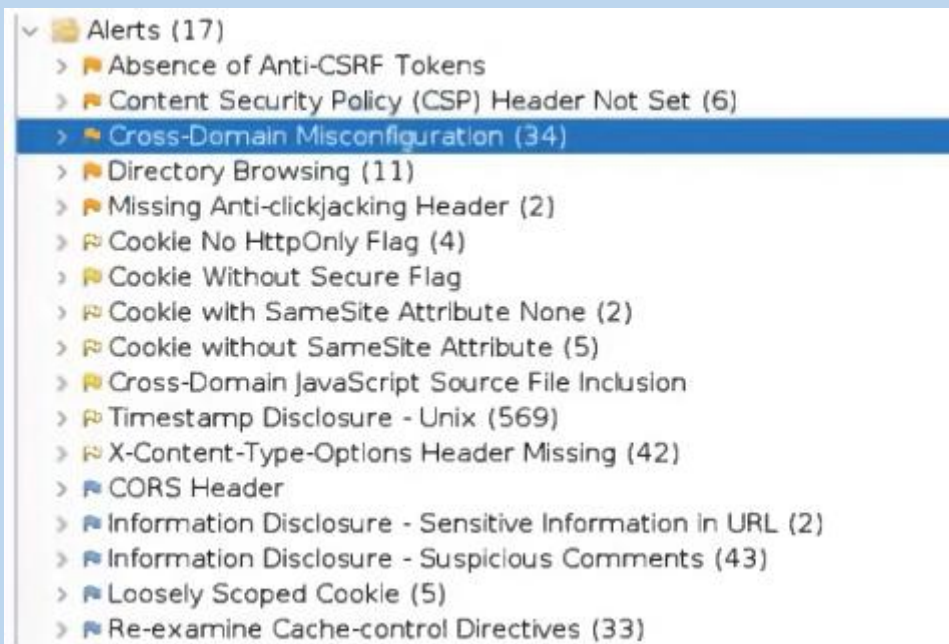 Alerts (17)
Absence of Anti-CSRF Tokens
Content Security Policy (CSP) Header Not Set (6)
Cross-Domain Misconfiguration (34)
Directory Browsing (11)
Missing Anti-clickjacking Header (2)
Cookie No HttpOnly Flag (4)
Cookie Without Secure Flag
Cookie with SameSite Attribute None (2)
Cookie without SameSite Attribute (5)
Cross-Domain JavaScript Source File Inclusion
Timestamp Disclosure - Unix (569)
X-Content-Type-Options Header Missing (42)
CORS Header
Information Disclosure - Sensitive Information in URL (2)
Information Disclosure - Suspicious Comments (43)
Loosely Scoped Cookie (5)
Re-examine Cache-control Directives (33)